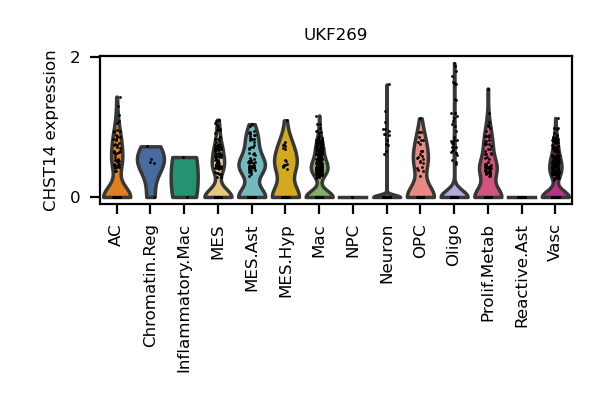 UKF269
CHST14 expression
2
0
AC
Chromatin.Reg
Inflammatory.Mac
MES
MES.Ast
MES.Hyp
Mac
NPC
Neuron
OPC
Oligo
Prolif.Metab
Reactive.Ast
Vasc